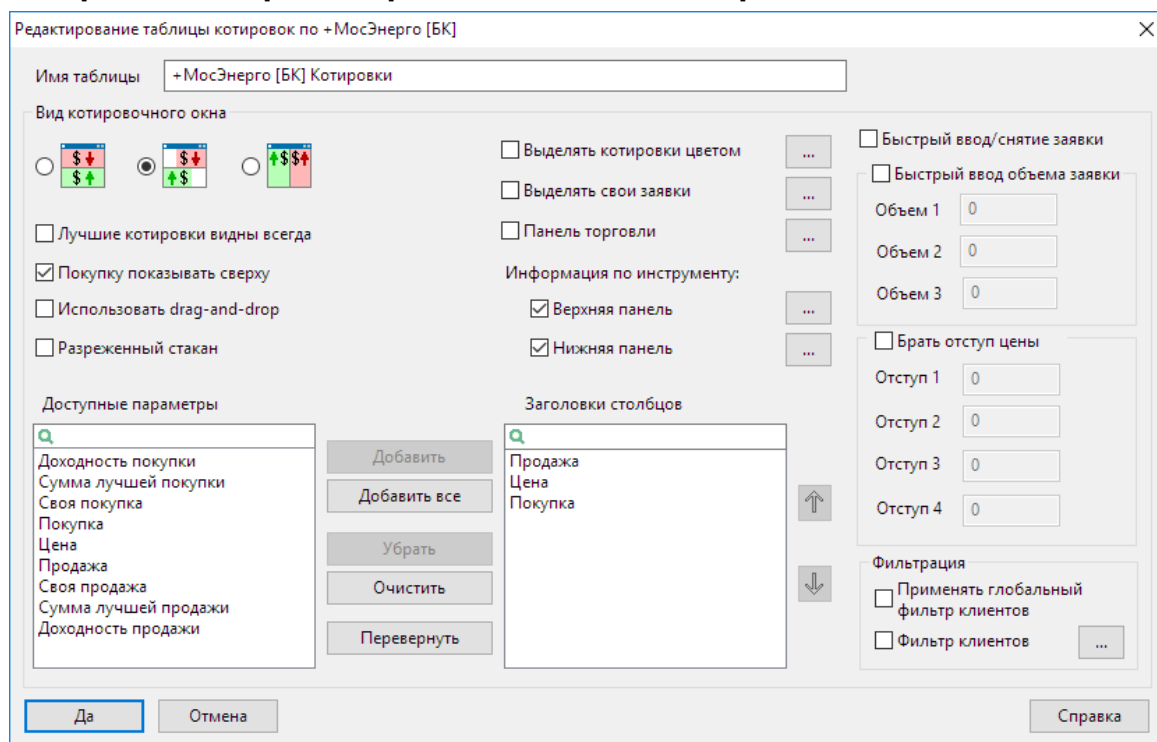 Редактирование таблицы котировок по +МосЭнерго [БК]
Имя таблицы
+МосЭнерго [БК] Котировки
Вид котировочного окна
Лучшие котировки видны всегда
Покупку показывать сверху
Использовать drag-and-drop
Разреженный стакан
Выделять котировки цветом
...
Выделять свои заявки
...
Панель торговли
...
Информация по инструменту:
Верхняя панель
...
Нижняя панель
...
Быстрый ввод/снятие заявки
Быстрый ввод объема заявки
Объем 1 0
Объем 2 0
Объем 3 0
Брать отступ цены
Отступ 1 0
Отступ 2 0
Отступ 3 0
Отступ 4 0
Фильтрация
Применять глобальный
фильтр клиентов
Фильтр клиентов
...
Доступные параметры
Доходность покупки
Сумма лучшей покупки
Своя покупка
Покупка
Цена
Продажа
Своя продажа
Сумма лучшей продажи
Доходность продажи
Добавить
Добавить все
Убрать
Очистить
Перевернуть
Заголовки столбцов
Продажа
Цена
Покупка
Да
Отмена
Справка